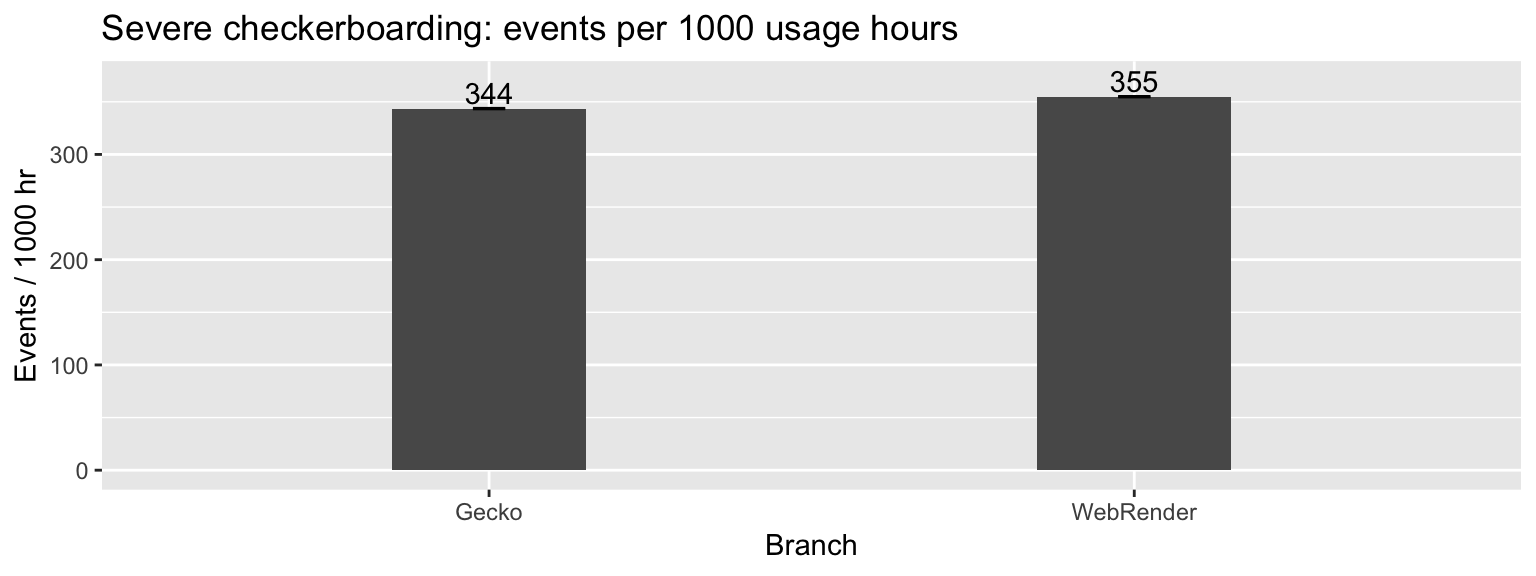 Severe checkerboarding: events per 1000 usage hours
344
355
Events / 1000 hr
300
200
100
0
Gecko
WebRender
Branch